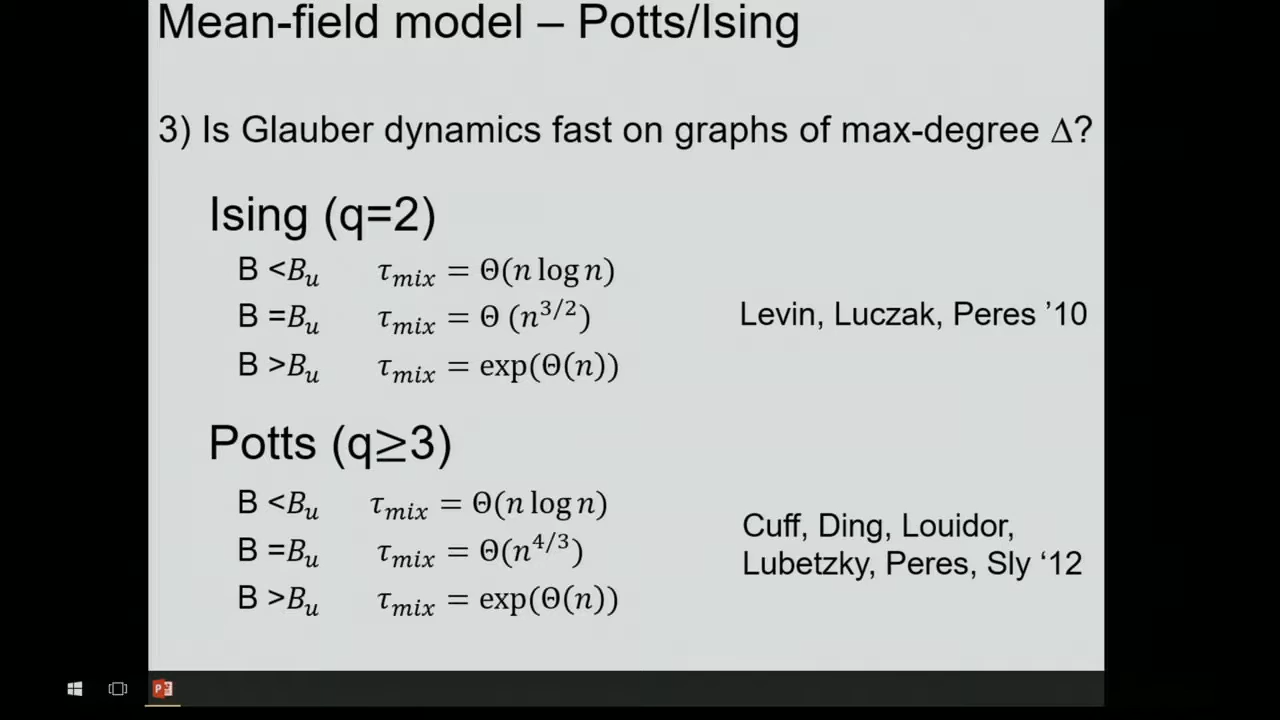 Mean-field model – Potts/Ising
3) Is Glauber dynamics fast on graphs of max-degree Δ?
Ising (q=2)
B <B_u τ_mix = Θ(n log n)
B =B_u τ_mix = Θ (n^{3/2})
Levin, Luczak, Peres ’10
B >B_u τ_mix = exp(Θ(n))
Potts (q≥3)
B <B_u τ_mix = Θ(n log n)
B =B_u τ_mix = Θ(n^{4/3})
B >B_u τ_mix = exp(Θ(n))
Cuff, Ding, Louidor,
Lubetzky, Peres, Sly ‘12